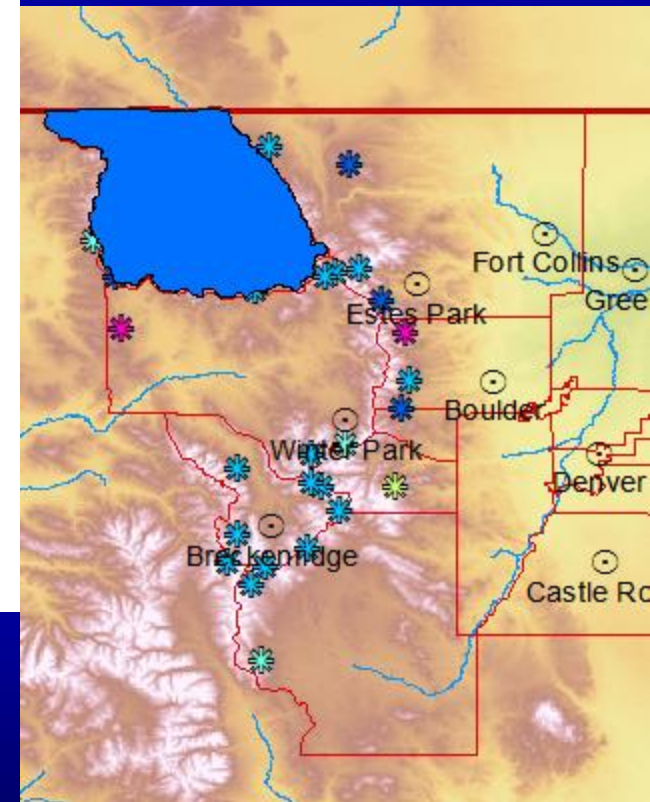 Fort Collins
Gree
Estes Park
Boulder
Winter Park
Denver
Breckenridge
Castle Ro